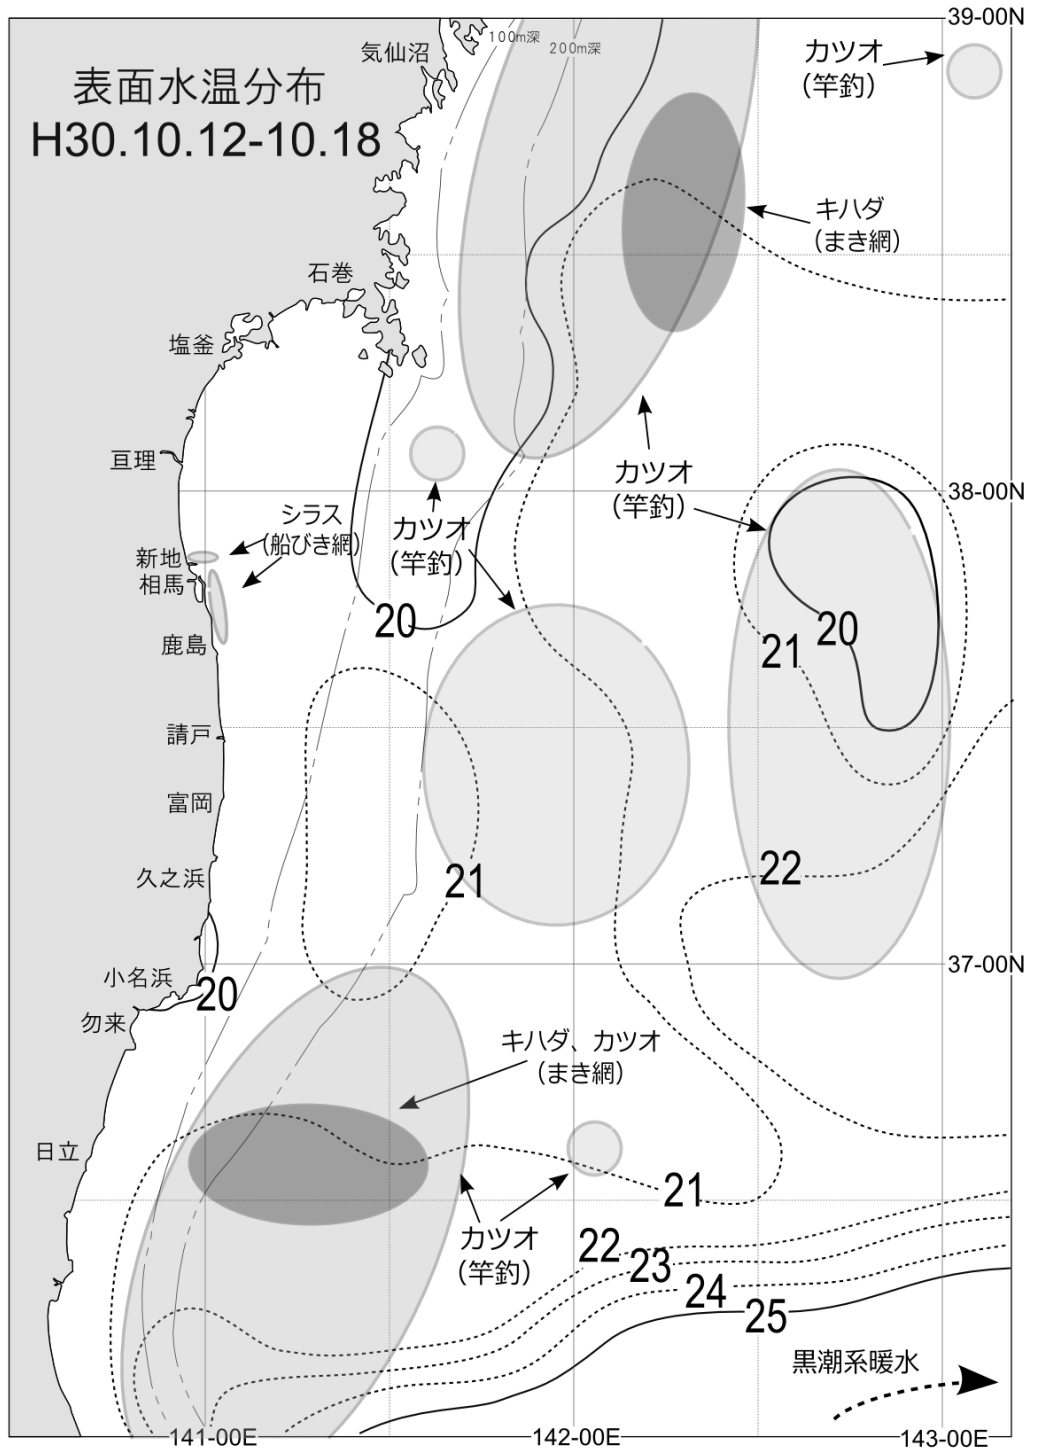 39-00N
100m深
200m深
気仙沼
カツオ
(竿釣)
表面水温分布
H30.10.12-10.18
キハダ
(まき網)
石巻
塩釜
亘理
カツオ
(竿釣)
38-00N
シラス
(船びき網)
カツオ
(竿釣)
新地
相馬
20
20
21
鹿島
請戸
富岡
久之浜
21
22
37-00N
小名浜
20
勿来
キハダ、カツオ
(まき網)
日立
21
カツオ
(竿釣)
22
23
24
25
黒潮系暖水
141-00E
142-00E
143-00E